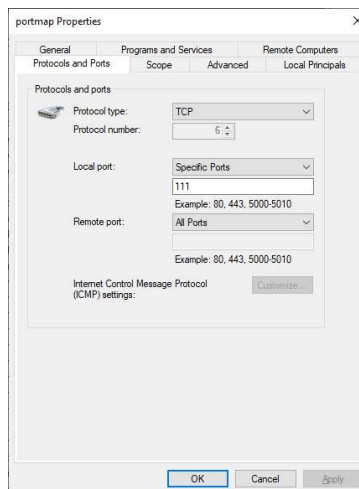 portmap Properties
General Programs and Services Remote Computers
Protocols and Ports Scope Advanced Local Principals
Protocols and ports
Protocol type: TCP
Protocol number: 6
Local port: Specific Ports
111
Example: 80, 443, 5000-5010
Remote port: All Ports
Example: 80, 443, 5000-5010
Internet Control Message Protocol Customize...
(ICMP) settings:
OK Cancel Apply